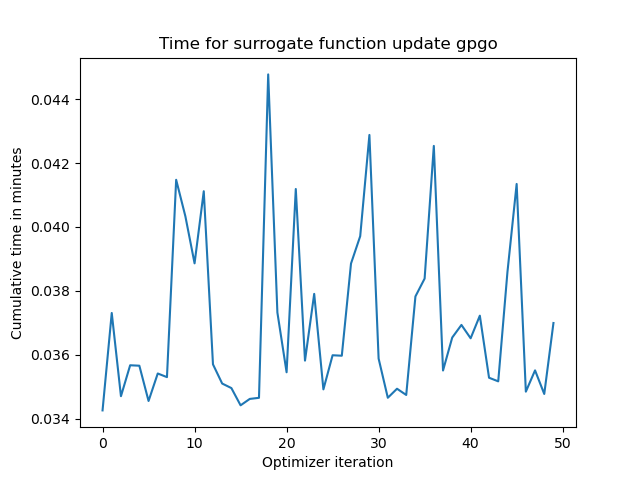 Time for surrogate function update gpgo
Cumulative time in minutes
0.044
0.042
0.040
0.038
0.036
0.034
0 10 20 30 40 50
Optimizer iteration